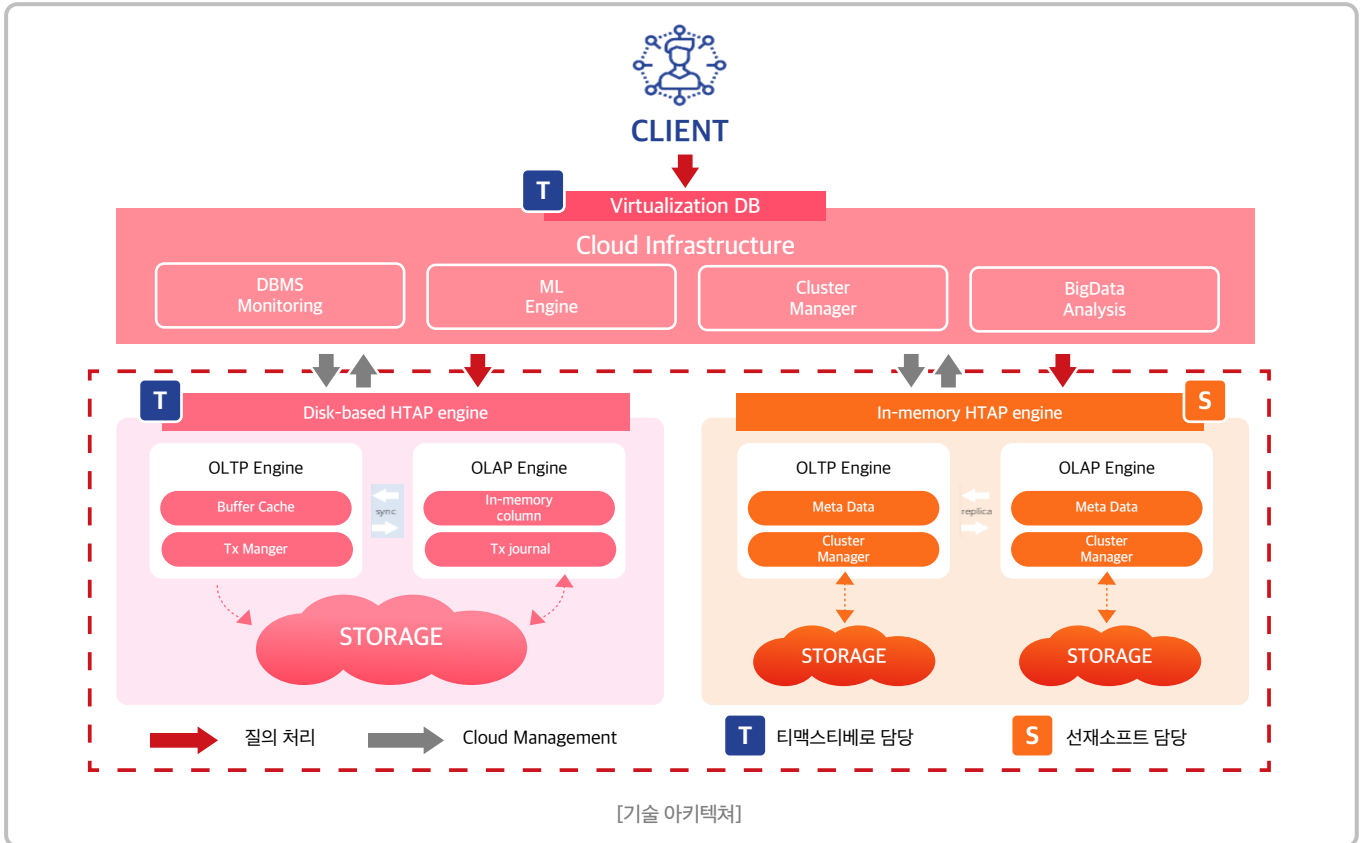 CLIENT
T
Virtualization DB
Cloud Infrastructure
DBMS
Monitoring
ML
Engine
Cluster
Manager
BigData
Analysis
T
Disk-based HTAP engine
OLTP Engine
Buffer Cache
Tx Manger
sync
OLAP Engine
In-memory
column
Tx journal
STORAGE
In-memory HTAP engine
S
OLTP Engine
Meta Data
Cluster
Manager
replica
OLAP Engine
Meta Data
Cluster
Manager
STORAGE
STORAGE
질의 처리
Cloud Management
T 티맥스티베로 담당
S 선재소프트 담당
[기술 아키텍쳐]